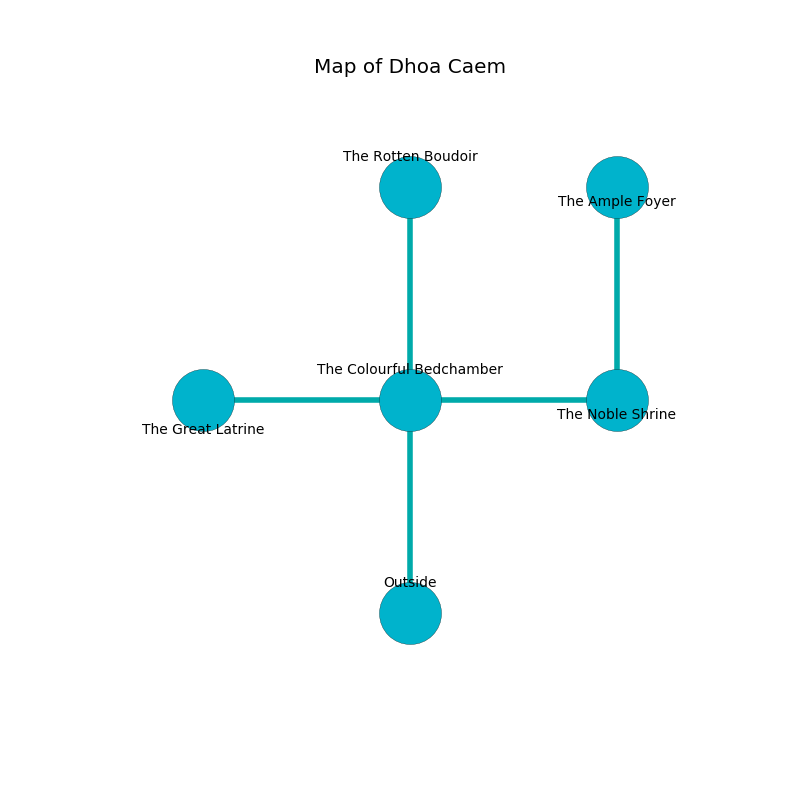 Map of Dhoa Caem
The Rotten Boudoir
The Ample Foyer
The Colourful Bedchamber
The Noble Shrine
The Great Latrine
Outside